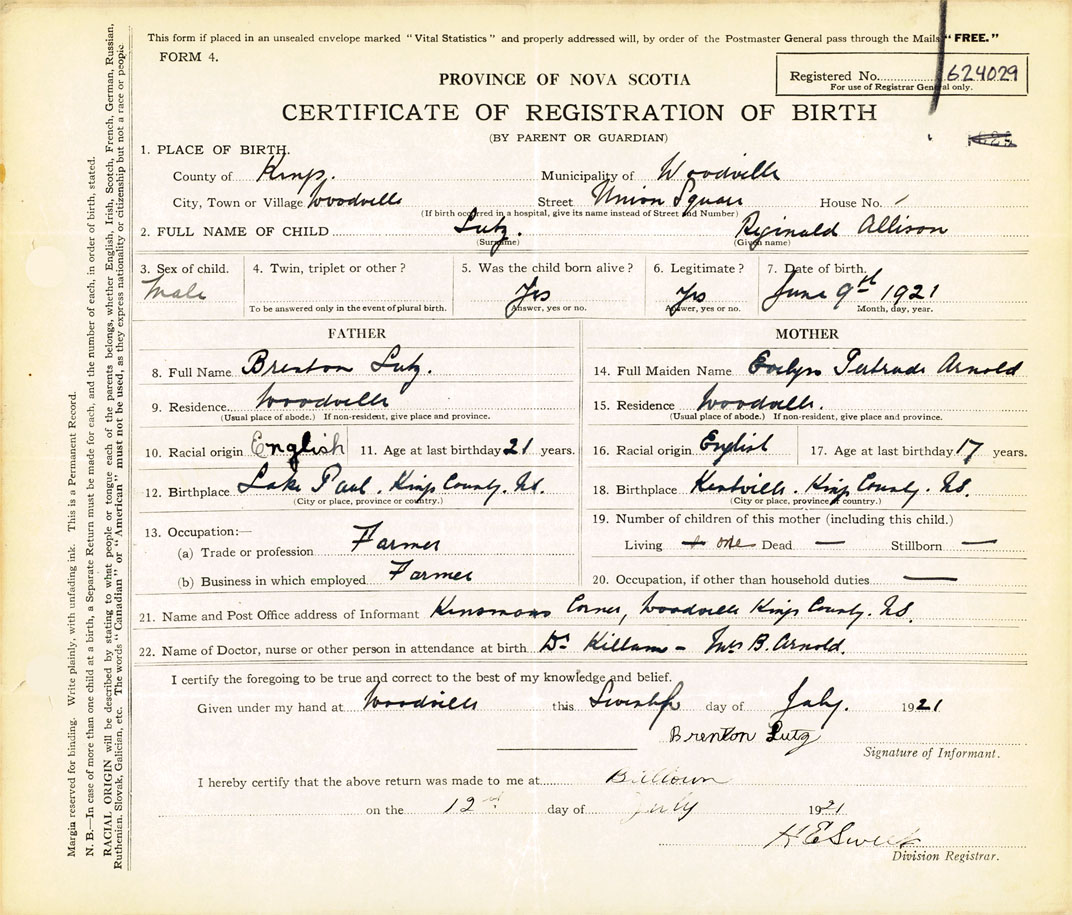 This form if placed in an unsealed envelope marked "Vital Statistics" and properly addressed will, by order of the Postmaster General pass through the Mails "FREE."
FORM 4.
PROVINCE OF NOVA SCOTIA
Registered No. 624029
For use of Registrar General only.
CERTIFICATE OF REGISTRATION OF BIRTH
(BY PARENT OR GUARDIAN)
1. PLACE OF BIRTH.
County of Kings. Municipality of Woodville
City, Town or Village Woodville Street Union Square House No. -
(If birth occurred in a hospital, give its name instead of Street and Number)
2. FULL NAME OF CHILD Lutz. Reginald Allison
(Surname) (Given name)
3. Sex of child. 4. Twin, triplet or other? 5. Was the child born alive? 6. Legitimate? 7. Date of birth.
Male Yes Yes June 9th 1921
To be answered only in the event of plural birth. Answer, yes or no. Answer, yes or no. Month, day, year.
FATHER MOTHER
8. Full Name Brenton Lutz. 14. Full Maiden Name Evelyn Gertrude Arnold
9. Residence Woodville 15. Residence Woodville.
(Usual place of abode.) If non-resident, give place and province. (Usual place of abode.) If non-resident, give place and province.
10. Racial origin English 11. Age at last birthday 21 years. 16. Racial origin English 17. Age at last birthday 17 years.
12. Birthplace Lake Paul. Kings County. N.S. 18. Birthplace Kentville. Kings County. N.S.
(City or place, province or country.) (City or place, province or country.)
13. Occupation:— 19. Number of children of this mother (including this child.)
(a) Trade or profession Farmer Living one Dead — Stillborn —
(b) Business in which employed Farmer 20. Occupation, if other than household duties —
21. Name and Post Office address of Informant Kinsmans Corner, Woodville Kings County. N.S.
22. Name of Doctor, nurse or other person in attendance at birth. Dr Killam - Mrs B. Arnold.
I certify the foregoing to be true and correct to the best of my knowledge and belief.
Given under my hand at Woodville this day of July. 1921
Brenton Lutz
Signature of Informant.
I hereby certify that the above return was made to me at Billtown
on the 12 day of July 1921
H E Sweet
Division Registrar.
Margin reserved for binding. Write plainly, with unfading ink. This is a Permanent Record.
N. B.—In case of more than one child at a birth, a Separate Return must be made for each, and the number of each, in order of birth, stated.
RACIAL ORIGIN will be described by stating to what people or tongue each of the parents belongs, whether English, Irish, Scotch, French, German, Russian,
Ruthenian, Slovak, Galician, etc. The words "Canadian" or "American" must not be used, as they express nationality or citizenship but not a race or people